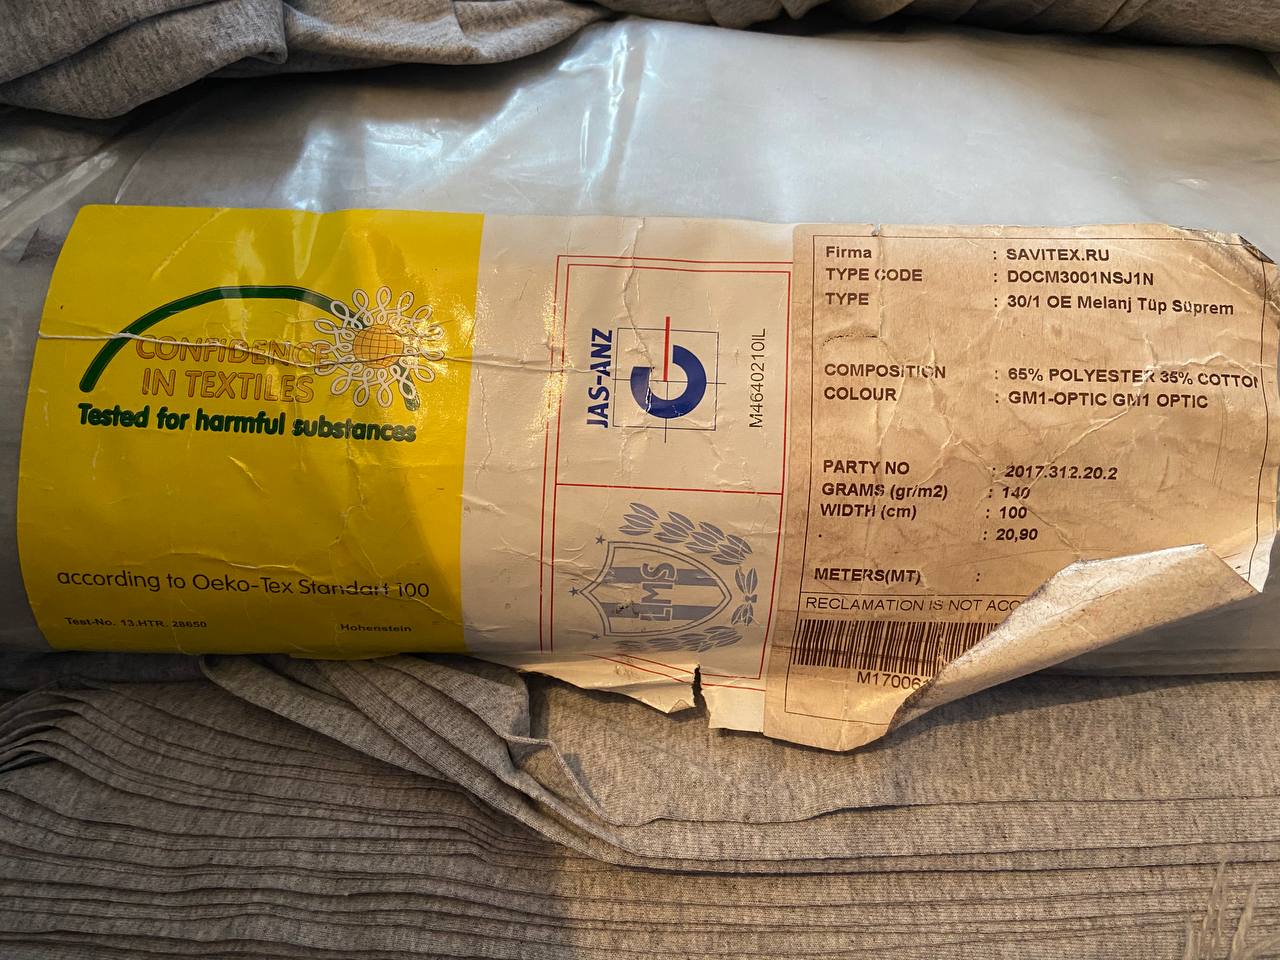 CONFIDENCE
IN TEXTILES
Tested for harmful substances
according to Oeko-Tex Standart 100
Test-No. 13.HTR. 28650
Hohenstein
JAS-ANZ
M4640210IL
LMS
Firma : SAVITEX.RU
TYPE CODE : DOCM3001NSJ1N
TYPE : 30/1 OE Melanj Tüp Süprem
COMPOSITION : 65% POLYESTER 35% COTTON
COLOUR : GM1-OPTIC GM1 OPTIC
PARTY NO : 2017.312.20.2
GRAMS (gr/m2) : 140
WIDTH (cm) : 100
. : 20,90
METERS(MT) :
RECLAMATION IS NOT ACC
M17006